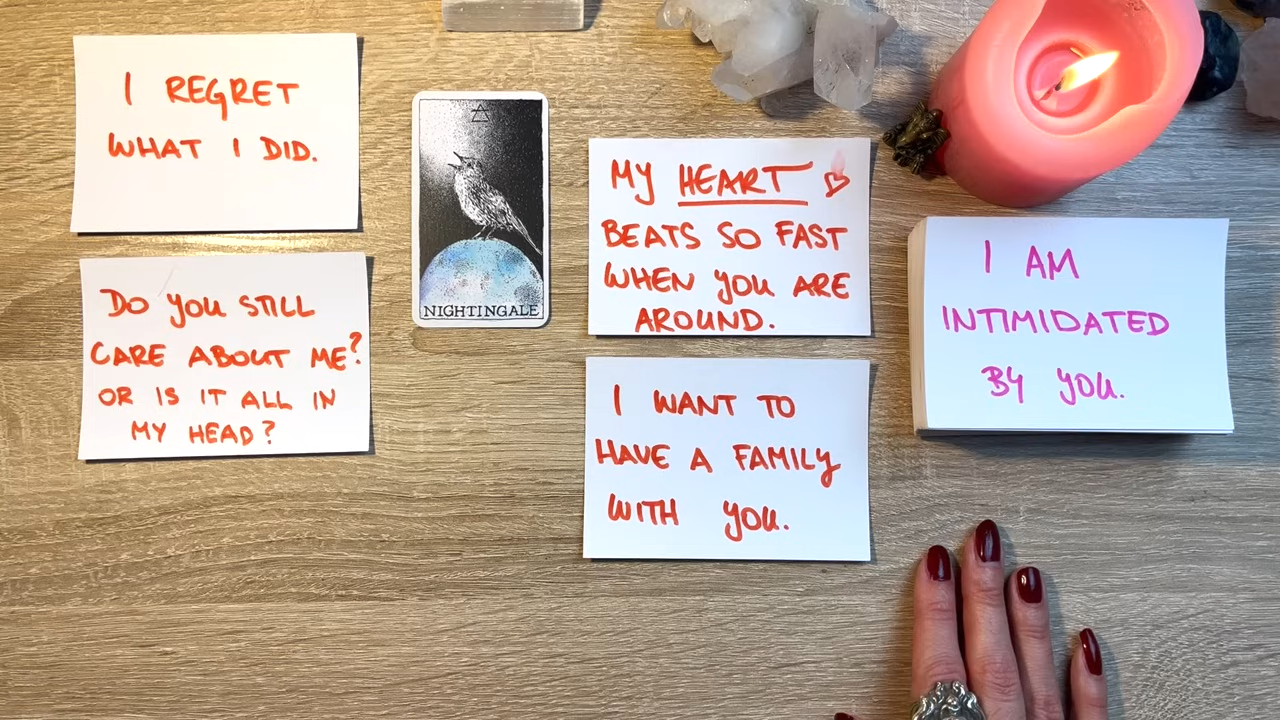 I REGRET
WHAT I DID.
DO YOU STILL
CARE ABOUT ME?
OR IS IT ALL IN
MY HEAD?
NIGHTINGALE
MY HEART
BEATS SO FAST
WHEN YOU ARE
AROUND.
I WANT TO
HAVE A FAMILY
WITH YOU.
I AM
INTIMIDATED
BY YOU.